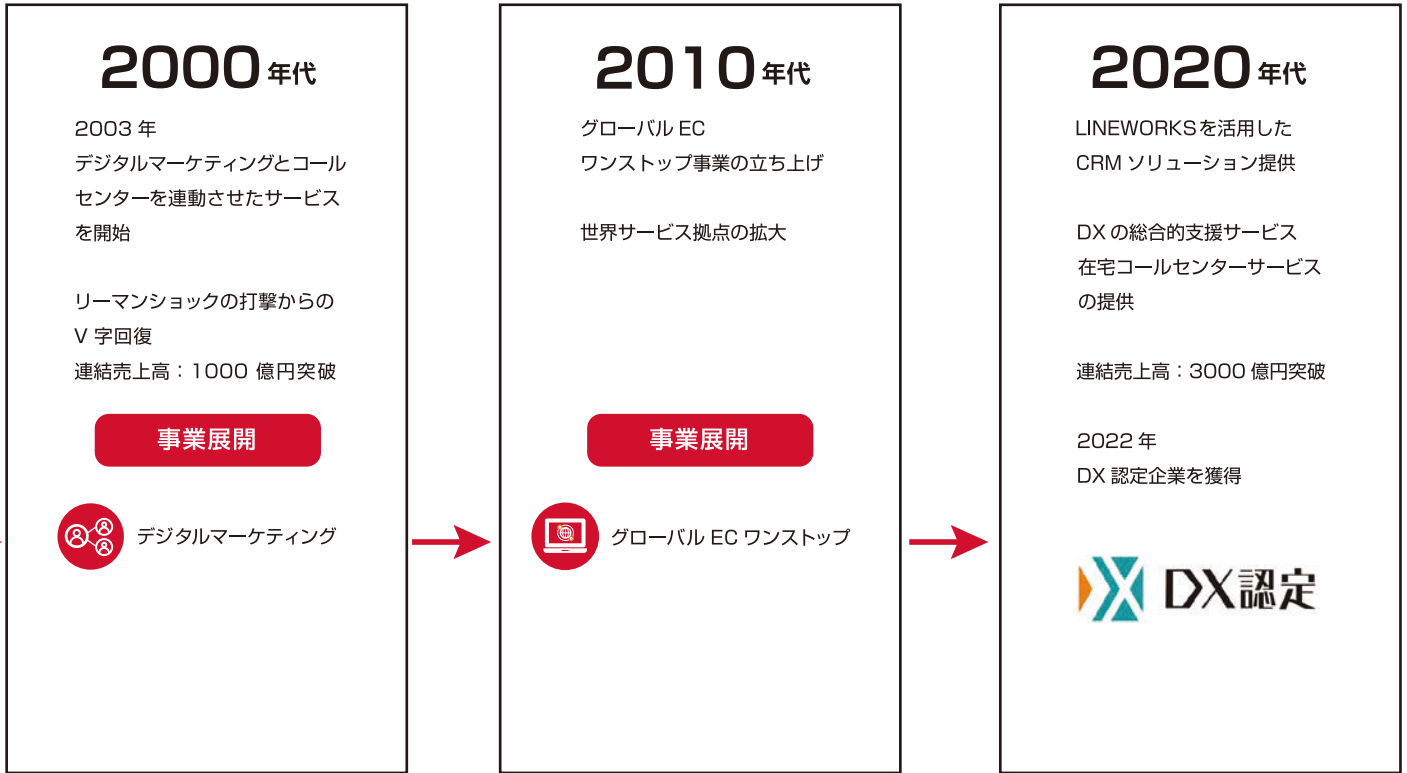 2000年代
2003 年
デジタルマーケティングとコール
センターを連動させたサービス
を開始
リーマンショックの打撃からの
V 字回復
連結売上高：1000 億円突破
事業展開
デジタルマーケティング
2010年代
グローバル EC
ワンストップ事業の立ち上げ
世界サービス拠点の拡大
事業展開
グローバル EC ワンストップ
2020年代
LINEWORKSを活用した
CRM ソリューション提供
DX の総合的支援サービス
在宅コールセンターサービス
の提供
連結売上高：3000 億円突破
2022 年
DX 認定企業を獲得
DX認定